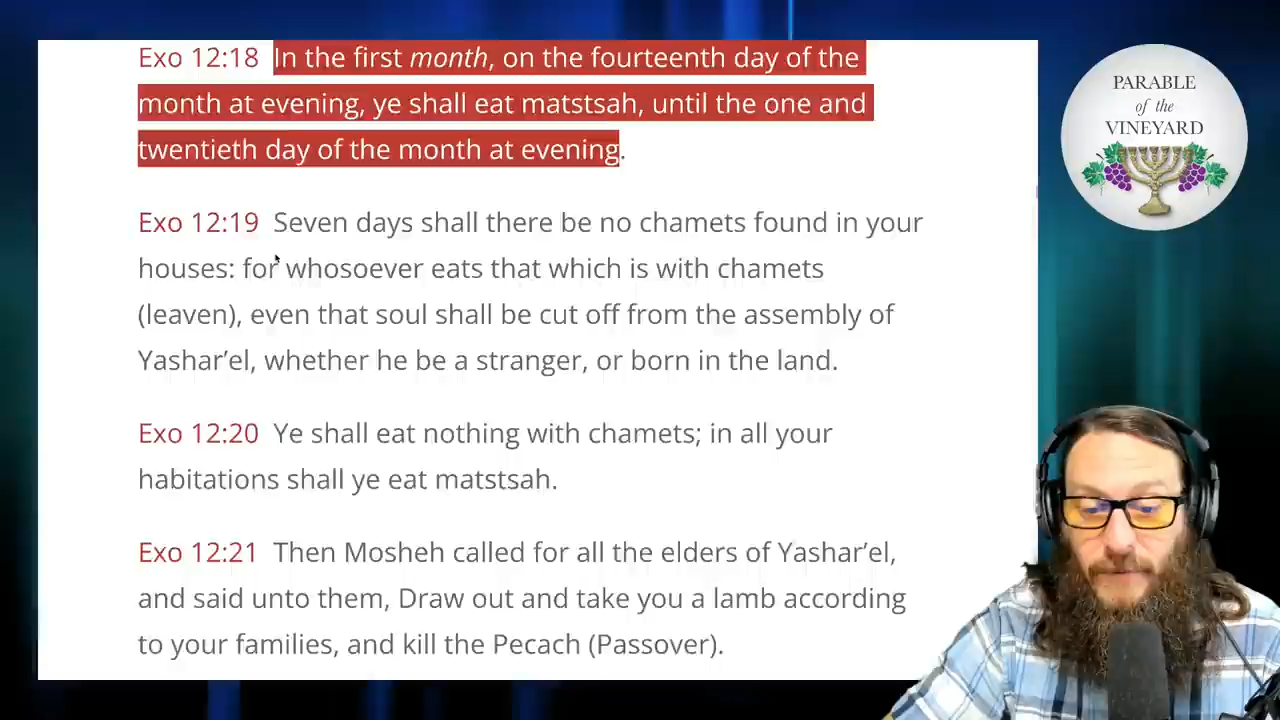 Exo 12:18 In the first month, on the fourteenth day of the
month at evening, ye shall eat matstsah, until the one and
twentieth day of the month at evening.
Exo 12:19 Seven days shall there be no chamets found in your
houses: for whosoever eats that which is with chamets
(leaven), even that soul shall be cut off from the assembly of
Yashar’el, whether he be a stranger, or born in the land.
Exo 12:20 Ye shall eat nothing with chamets; in all your
habitations shall ye eat matstsah.
Exo 12:21 Then Mosheh called for all the elders of Yashar’el,
and said unto them, Draw out and take you a lamb according
to your families, and kill the Pecach (Passover).
PARABLE
of the
VINEYARD